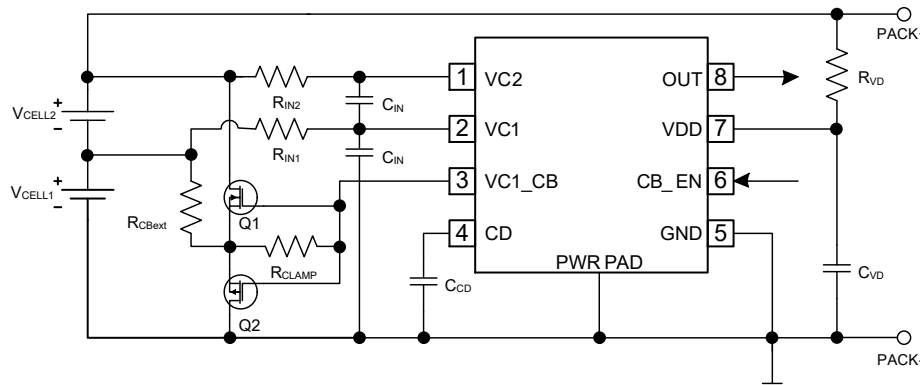 PACK+
VCELL2
+
−
VCELL1
+
−
RIN2
RIN1
CIN
CIN
RCBext
Q1
RCLAMP
Q2
CCD
1 VC2
2 VC1
3 VC1_CB
4 CD
OUT 8
VDD 7
CB_EN 6
GND 5
PWR PAD
RVD
CVD
PACK-